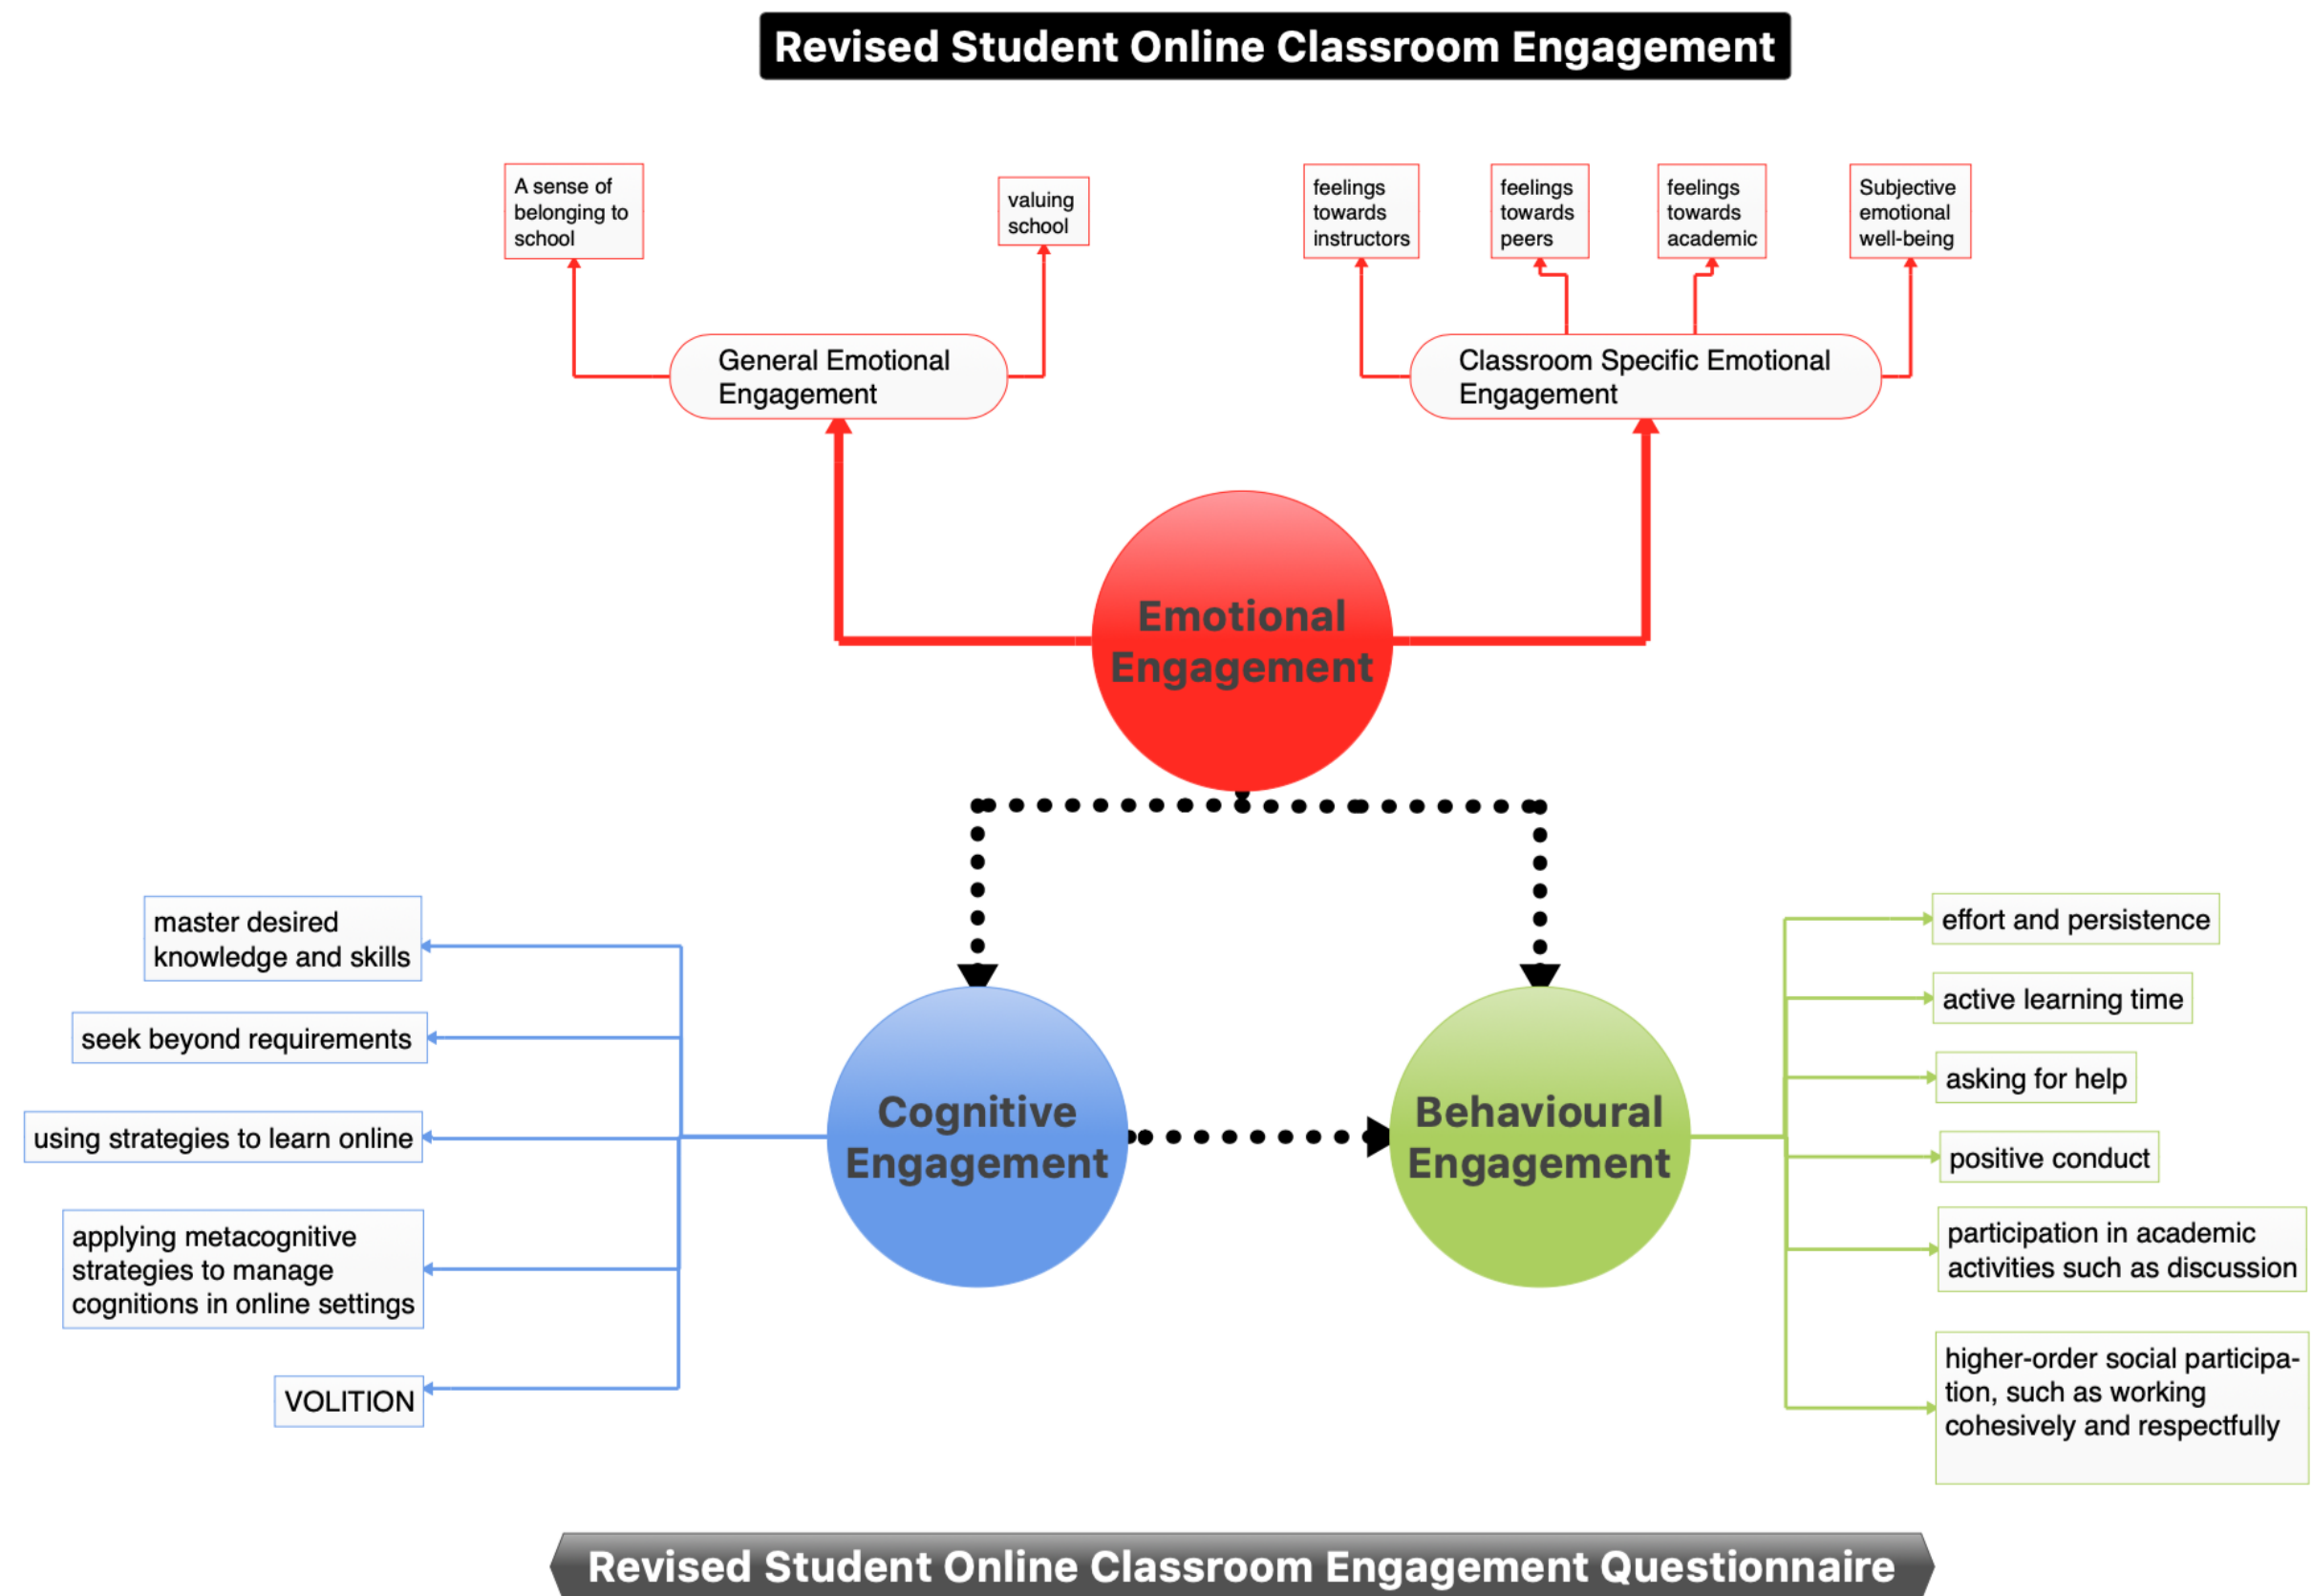 Revised Student Online Classroom Engagement
A sense of
belonging to
school
valuing
school
feelings
towards
instructors
feelings
towards
peers
feelings
towards
academic
Subjective
emotional
well-being
General Emotional
Engagement
Classroom Specific Emotional
Engagement
Emotional
Engagement
master desired
knowledge and skills
seek beyond requirements
using strategies to learn online
applying metacognitive
strategies to manage
cognitions in online settings
VOLITION
Cognitive
Engagement
Behavioural
Engagement
effort and persistence
active learning time
asking for help
positive conduct
participation in academic
activities such as discussion
higher-order social participa-
tion, such as working
cohesively and respectfully
Revised Student Online Classroom Engagement Questionnaire